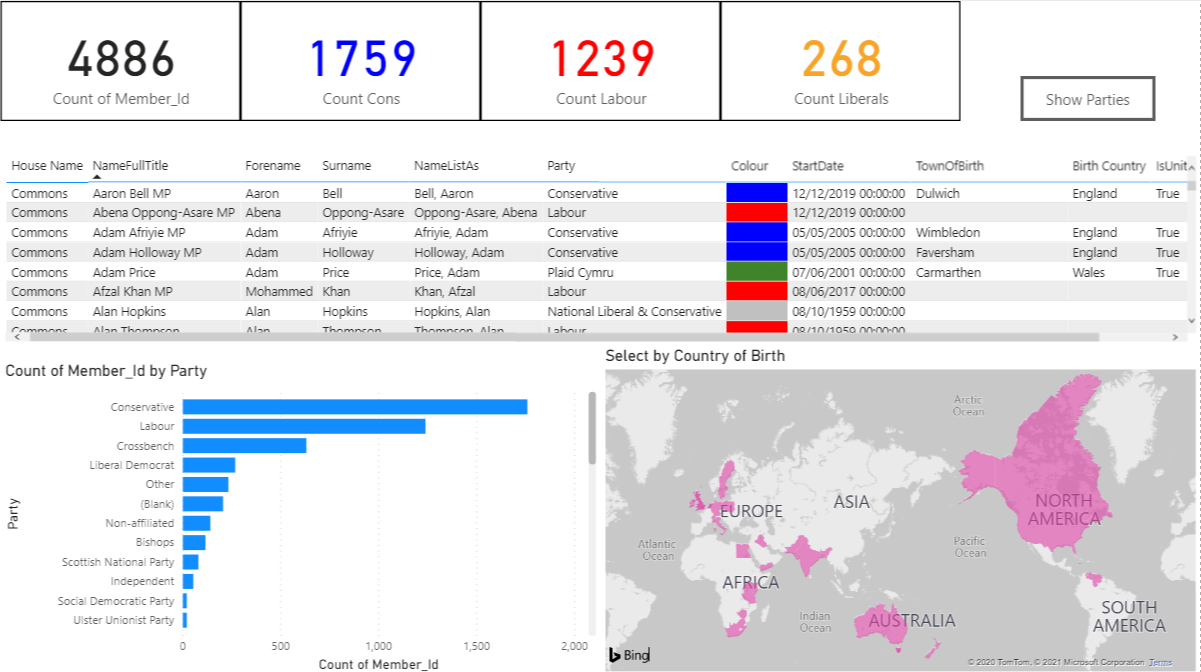 4886
Count of Member_Id
1759
Count Cons
1239
Count Labour
268
Count Liberals
Show Parties
House Name NameFullTitle Forename Surname NameListAs Party Colour StartDate TownOfBirth Birth Country IsUnit
Commons Aaron Bell MP Aaron Bell Bell, Aaron Conservative 12/12/2019 00:00:00 Dulwich England True
Commons Abena Oppong-Asare MP Abena Oppong-Asare Oppong-Asare, Abena Labour 12/12/2019 00:00:00
Commons Adam Afriyie MP Adam Afriyie Afriyie, Adam Conservative 05/05/2005 00:00:00 Wimbledon England True
Commons Adam Holloway MP Adam Holloway Holloway, Adam Conservative 05/05/2005 00:00:00 Faversham England True
Commons Adam Price Adam Price Price, Adam Plaid Cymru 07/06/2001 00:00:00 Carmarthen Wales True
Commons Afzal Khan MP Mohammed Khan Khan, Afzal Labour 08/06/2017 00:00:00
Commons Alan Hopkins Alan Hopkins Hopkins, Alan National Liberal & Conservative 08/10/1959 00:00:00
Commons Alan Thompson Alan Thompson Thompson, Alan Labour 08/10/1959 00:00:00
Count of Member_Id by Party
Party
Conservative
Labour
Crossbench
Liberal Democrat
Other
(Blank)
Non-affiliated
Bishops
Scottish National Party
Independent
Social Democratic Party
Ulster Unionist Party
0 500 1,000 1,500 2,000
Count of Member_Id
Select by Country of Birth
Arctic
Ocean
NORTH
AMERICA
ASIA
EUROPE
Atlantic
Ocean
Pacific
Ocean
AFRICA
Indian
Ocean
AUSTRALIA
SOUTH
AMERICA
Bing
© 2020 TomTom, © 2021 Microsoft Corporation Terms